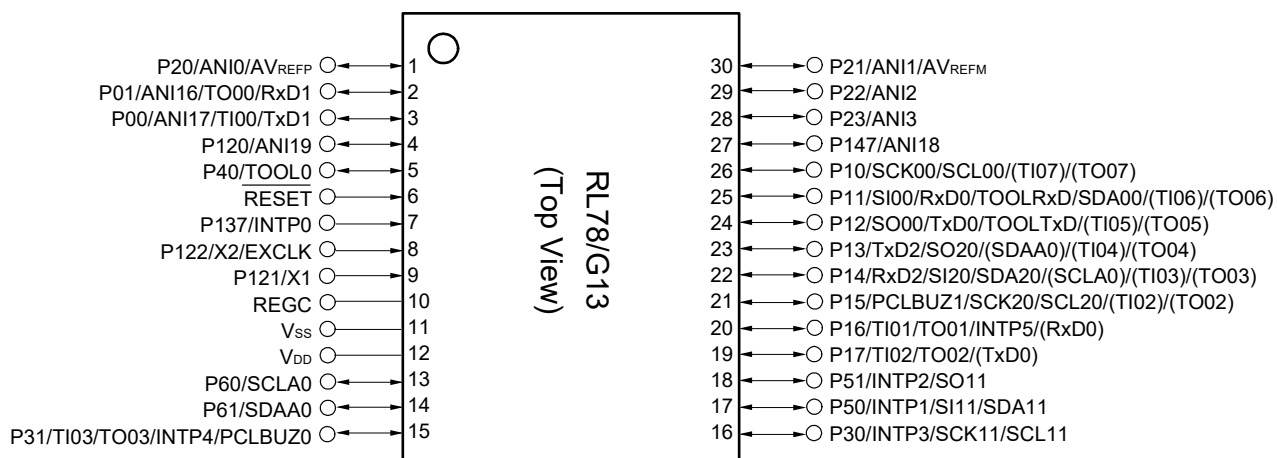 P20/ANI0/AVREFP 1
P01/ANI16/TO00/RxD1 2
P00/ANI17/TI00/TxD1 3
P120/ANI19 4
P40/TOOL0 5
RESET 6
P137/INTP0 7
P122/X2/EXCLK 8
P121/X1 9
REGC 10
VSS 11
VDD 12
P60/SCLA0 13
P61/SDAA0 14
P31/TI03/TO03/INTP4/PCLBUZ0 15
RL78/G13
(Top View)
30 P21/ANI1/AVREFM
29 P22/ANI2
28 P23/ANI3
27 P147/ANI18
26 P10/SCK00/SCL00/(TI07)/(TO07)
25 P11/SI00/RxD0/TOOLRxD/SDA00/(TI06)/(TO06)
24 P12/SO00/TxD0/TOOLTxD/(TI05)/(TO05)
23 P13/TxD2/SO20/(SDAA0)/(TI04)/(TO04)
22 P14/RxD2/SI20/SDA20/(SCLA0)/(TI03)/(TO03)
21 P15/PCLBUZ1/SCK20/SCL20/(TI02)/(TO02)
20 P16/TI01/TO01/INTP5/(RxD0)
19 P17/TI02/TO02/(TxD0)
18 P51/INTP2/SO11
17 P50/INTP1/SI11/SDA11
16 P30/INTP3/SCK11/SCL11